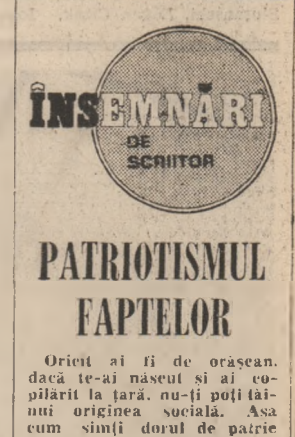 ÎNSEMNĂRI
DE
SCRIITOR
PATRIOTISMUL
FAPTELOR
Oricît ai fi de orășean,
dacă te-ai născut și ai co-
pilărit la țară, nu-ți poți tăi-
nui originea socială. Așa
cum simți dorul de patrie